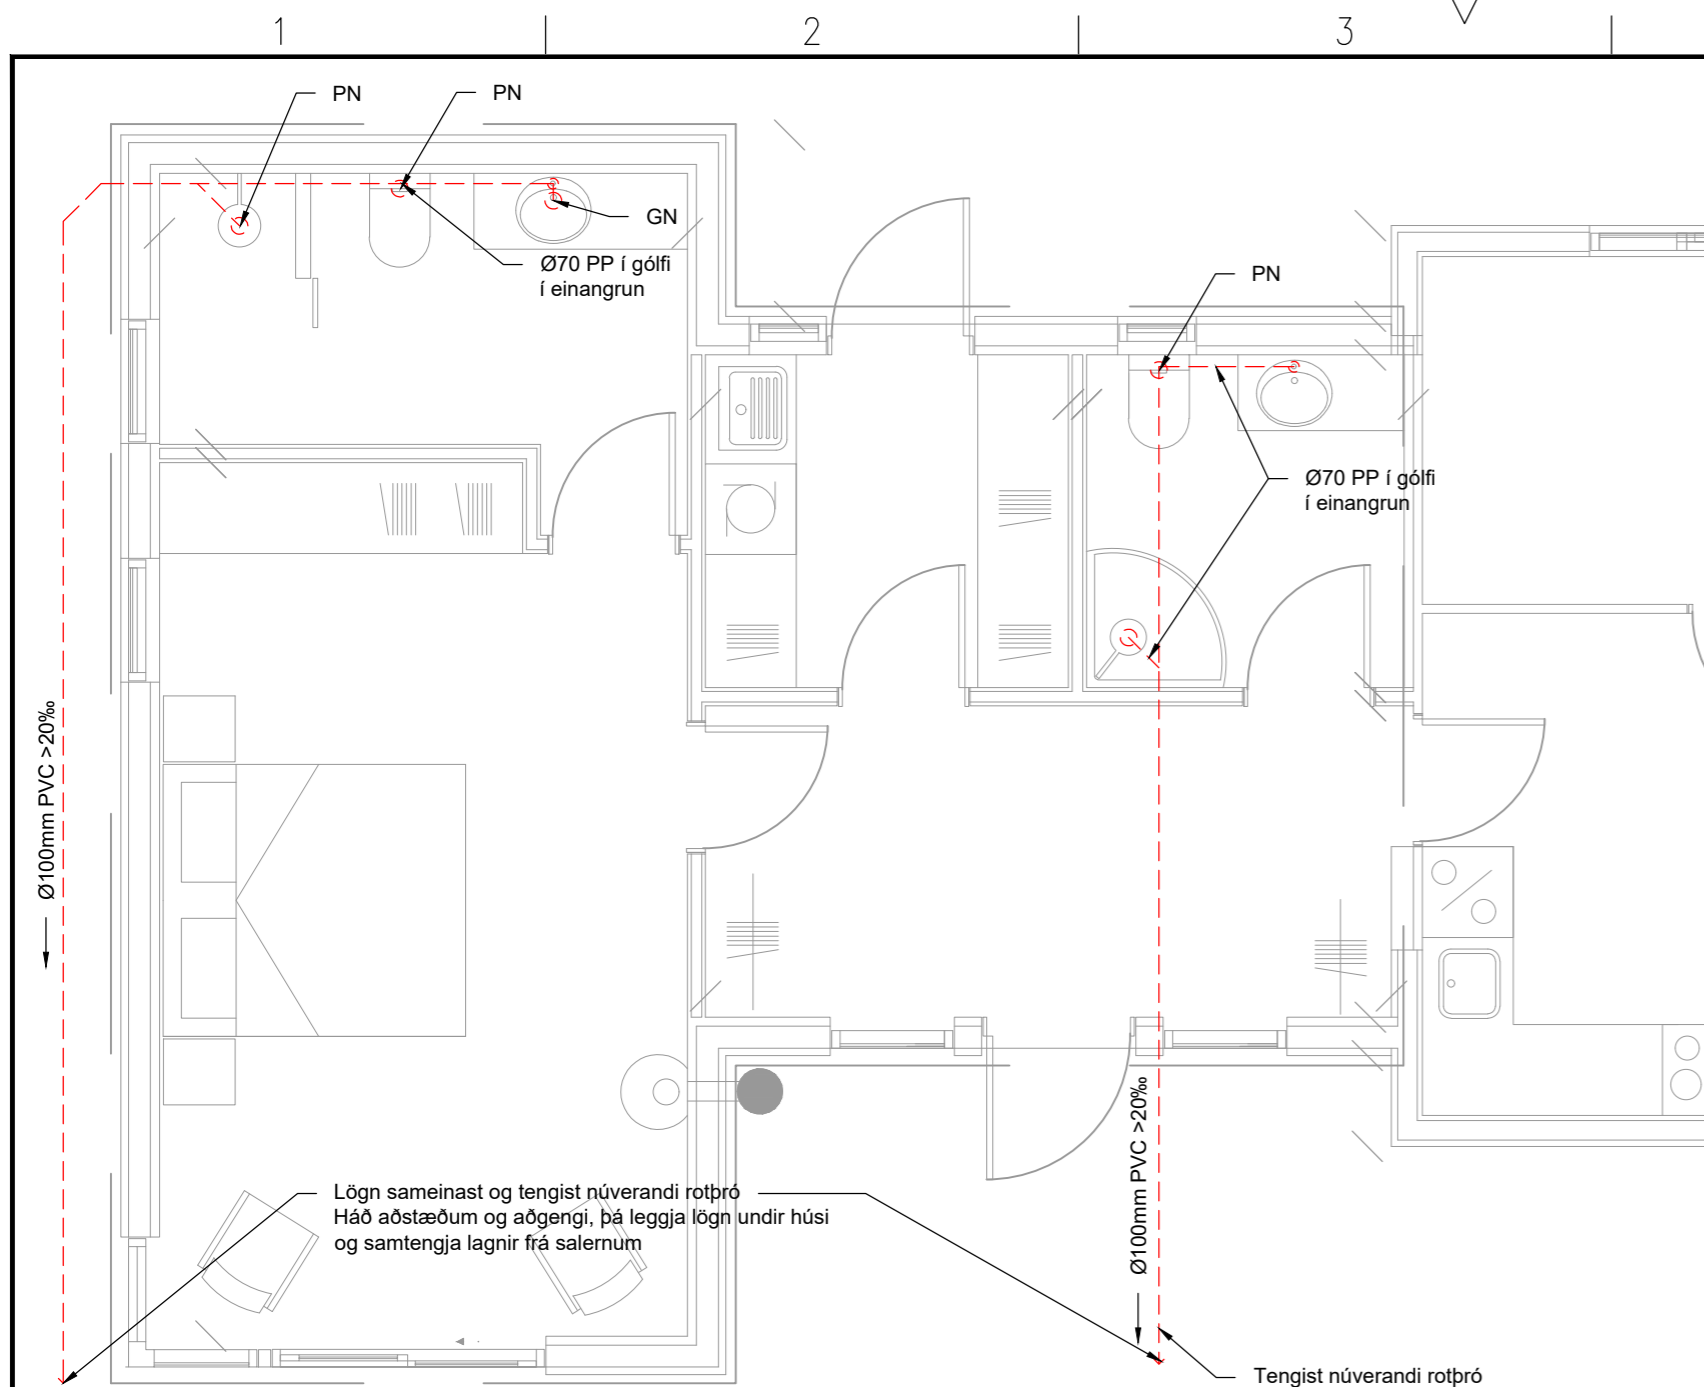 1
2
3
PN
PN
GN
Ø70 PP í gólfi
í einangrun
PN
Ø70 PP í gólfi
í einangrun
Ø100mm PVC >20‰
Lögn sameinast og tengist núverandi rotþró
Háð aðstæðum og aðgengi, þá leggja lögn undir húsi
og samtengja lagnir frá salernum
Ø100mm PVC >20‰
Tengist núverandi rotþró